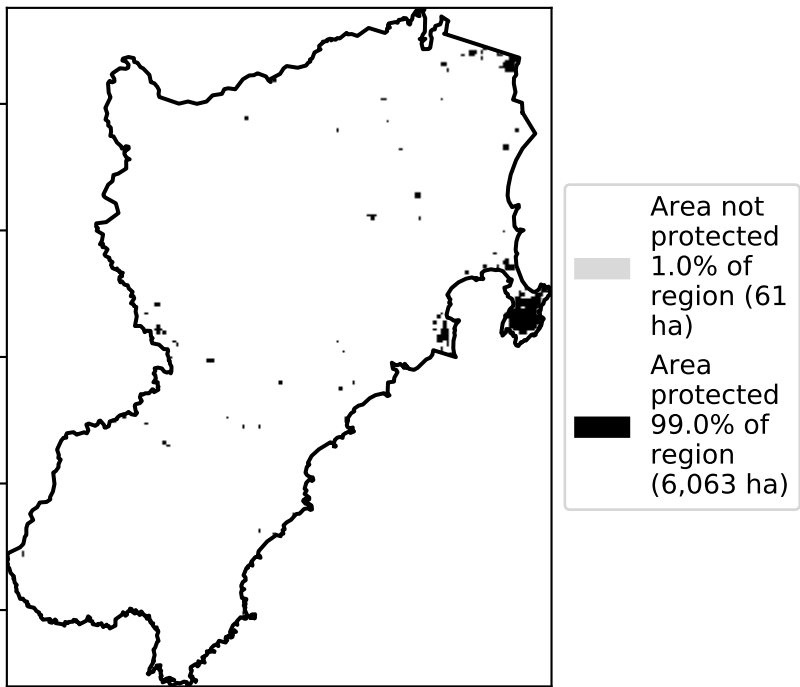 Area not
protected
1.0% of
region (61
ha)
Area
protected
99.0% of
region
(6,063 ha)